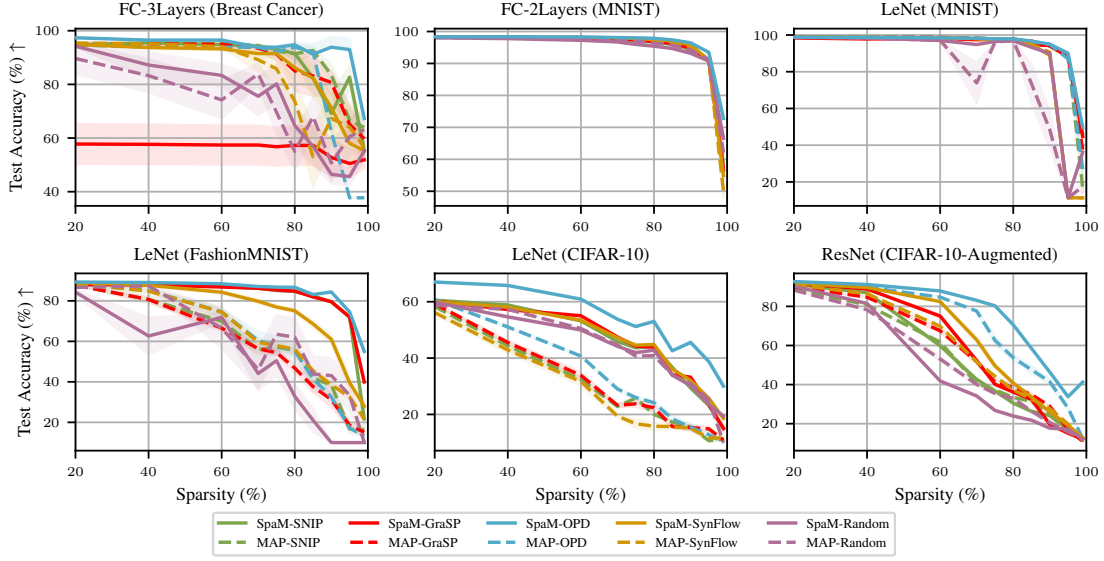 FC-3Layers (Breast Cancer)
FC-2Layers (MNIST)
LeNet (MNIST)
Test Accuracy (%) ↑
100
80
60
40
20
40
60
80
100
100
90
80
70
60
50
20
40
60
80
100
100
80
60
40
20
20
40
60
80
100
LeNet (FashionMNIST)
LeNet (CIFAR-10)
ResNet (CIFAR-10-Augmented)
Test Accuracy (%) ↑
80
60
40
20
20
40
60
80
100
60
40
20
20
40
60
80
100
80
60
40
20
20
40
60
80
100
Sparsity (%)
Sparsity (%)
Sparsity (%)
SpaM-SNIP
SpaM-GraSP
SpaM-OPD
SpaM-SynFlow
SpaM-Random
MAP-SNIP
MAP-GraSP
MAP-OPD
MAP-SynFlow
MAP-Random